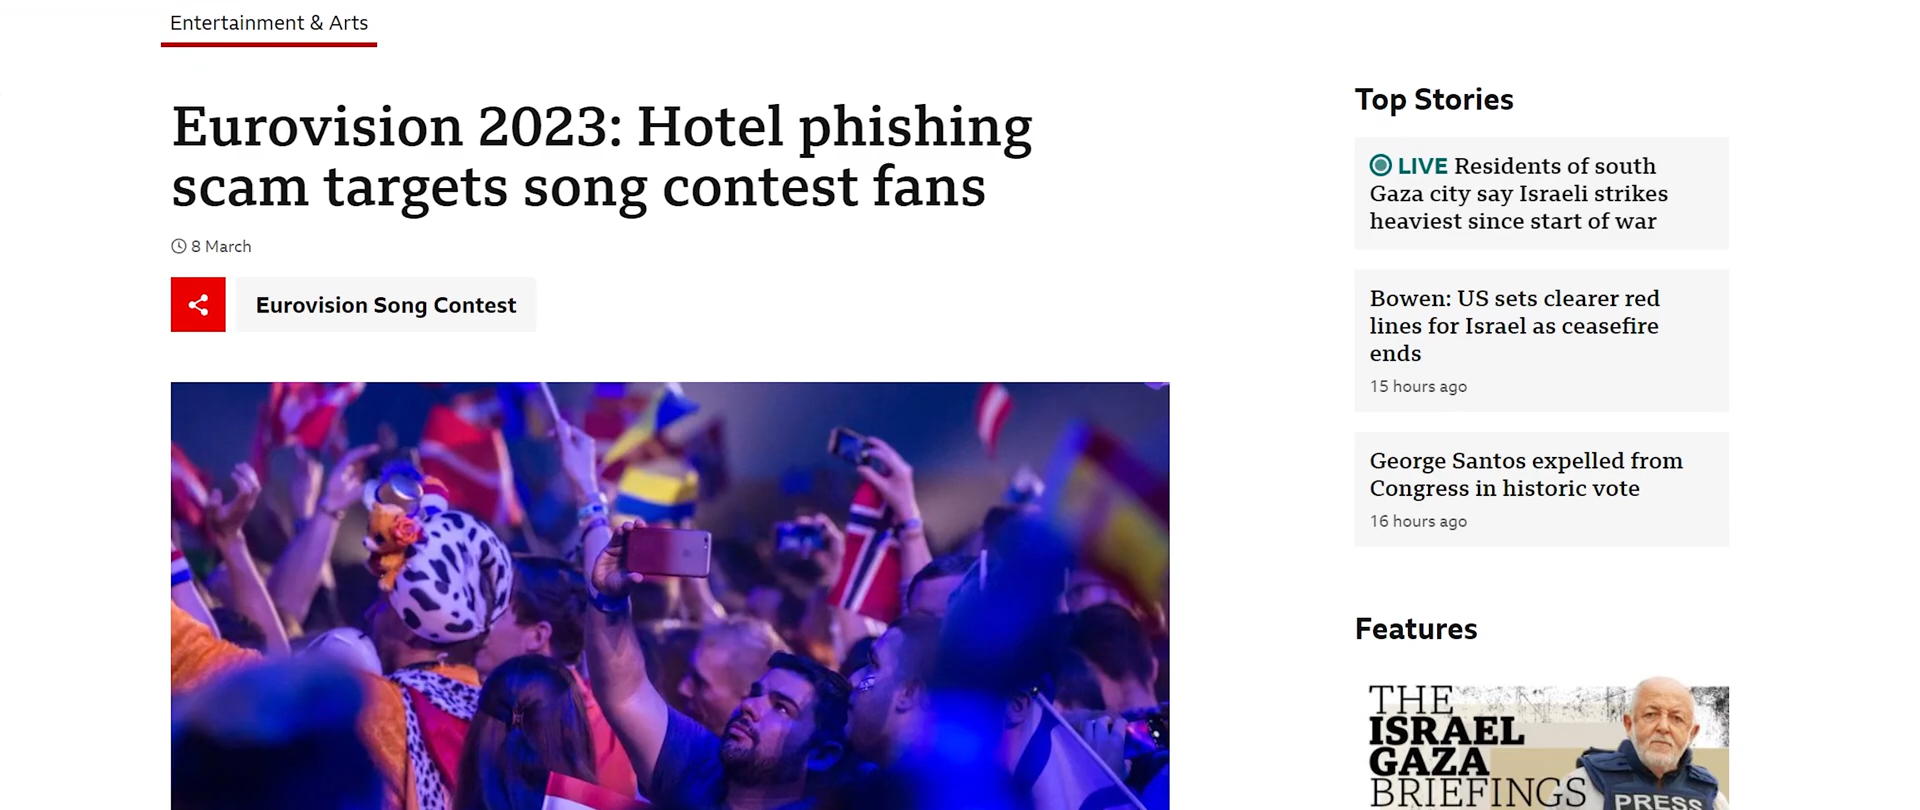 Entertainment & Arts
Eurovision 2023: Hotel phishing
scam targets song contest fans
8 March
Eurovision Song Contest
Top Stories
LIVE Residents of south
Gaza city say Israeli strikes
heaviest since start of war
Bowen: US sets clearer red
lines for Israel as ceasefire
ends
15 hours ago
George Santos expelled from
Congress in historic vote
16 hours ago
Features
THE
ISRAEL
GAZA
BRIEFINGS
PRESS